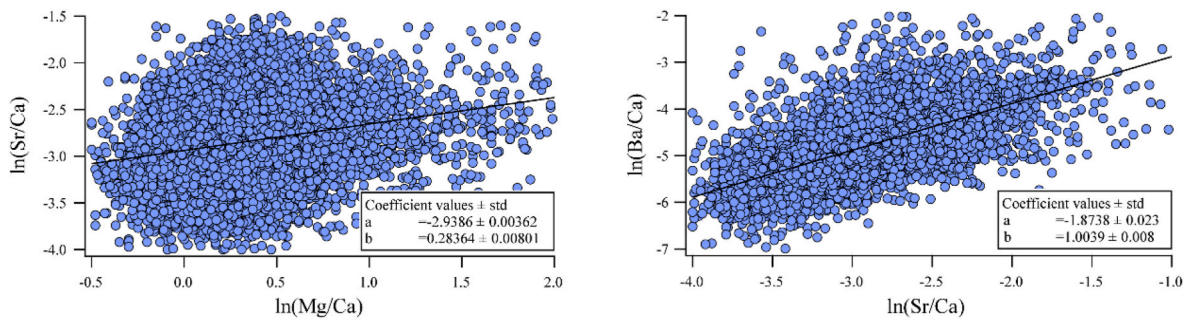 -1.5
-2.0
-2.5
-3.0
-3.5
-4.0
ln(Sr/Ca)
-0.5 0.0 0.5 1.0 1.5 2.0
ln(Mg/Ca)
Coefficient values ± std
a =-2.9386 ± 0.00362
b =0.28364 ± 0.00801
-2
-3
-4
-5
-6
-7
ln(Ba/Ca)
-4.0 -3.5 -3.0 -2.5 -2.0 -1.5 -1.0
ln(Sr/Ca)
Coefficient values ± std
a =-1.8738 ± 0.023
b =1.0039 ± 0.008